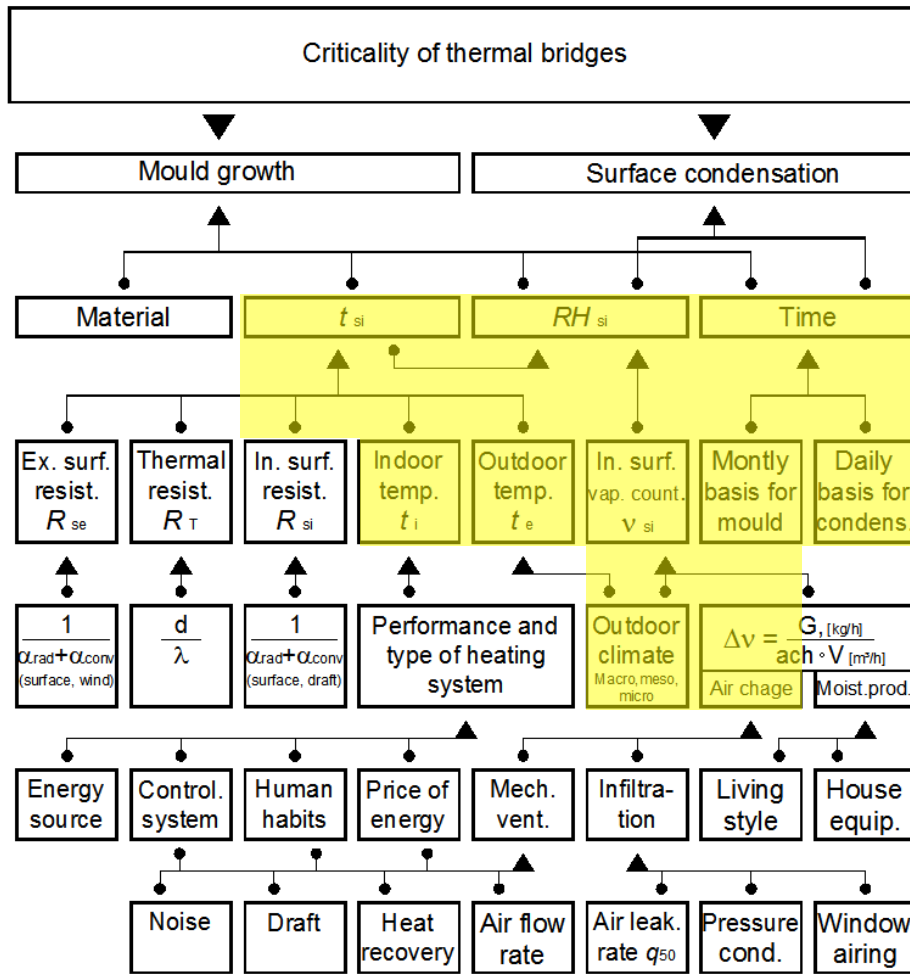 Criticality of thermal bridges
Mould growth
Surface condensation
Material
t si
RH si
Time
Ex. surf.
resist.
R se
Thermal
resist.
R T
In. surf.
resist.
R si
Indoor
temp.
t i
Outdoor
temp.
t e
In. surf.
vap. count.
ν si
Montly
basis for
mould
Daily
basis for
condens.
1
αrad+αconv
(surface, wind)
d
λ
1
αrad+αconv
(surface, draft)
Performance and
type of heating
system
Outdoor
climate
Macro, meso,
micro
Δν = G, [kg/h]
ach ∘ V [m³/h]
Air chage
Moist.prod.
Energy
source
Control.
system
Human
habits
Price of
energy
Mech.
vent.
Infiltra-
tion
Living
style
House
equip.
Noise
Draft
Heat
recovery
Air flow
rate
Air leak.
rate q50
Pressure
cond.
Window
airing